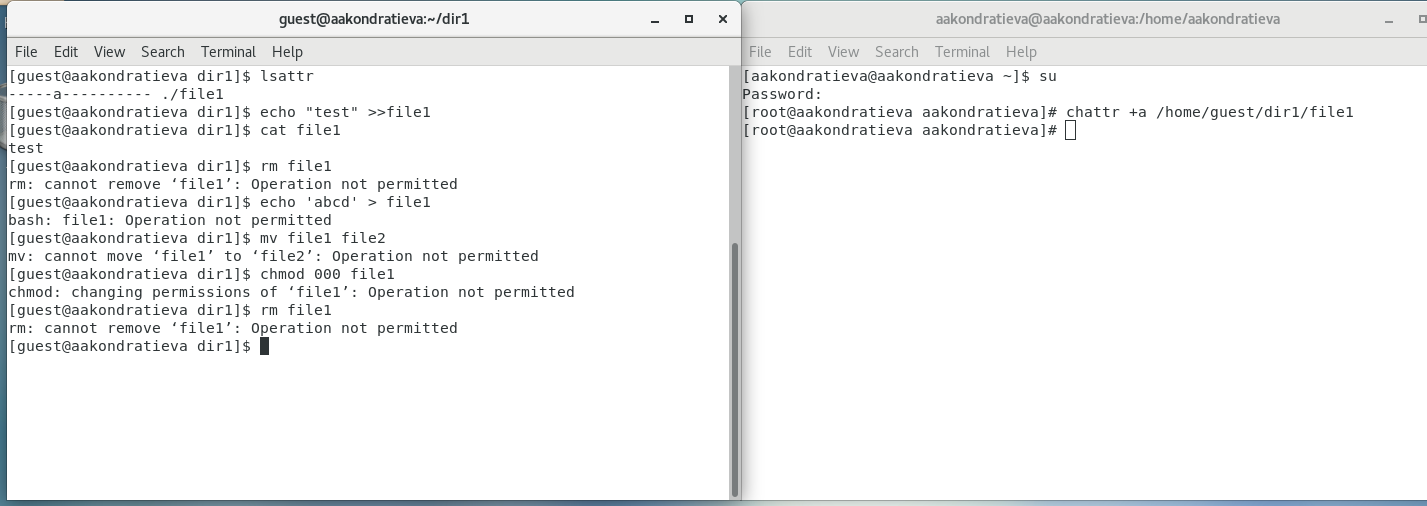 guest@aakondratieva:~/dir1
File Edit View Search Terminal Help
[guest@aakondratieva dir1]$ lsattr
-----a---------- ./file1
[guest@aakondratieva dir1]$ echo "test" >>file1
[guest@aakondratieva dir1]$ cat file1
test
[guest@aakondratieva dir1]$ rm file1
rm: cannot remove ‘file1’: Operation not permitted
[guest@aakondratieva dir1]$ echo 'abcd' > file1
bash: file1: Operation not permitted
[guest@aakondratieva dir1]$ mv file1 file2
mv: cannot move ‘file1’ to ‘file2’: Operation not permitted
[guest@aakondratieva dir1]$ chmod 000 file1
chmod: changing permissions of ‘file1’: Operation not permitted
[guest@aakondratieva dir1]$ rm file1
rm: cannot remove ‘file1’: Operation not permitted
[guest@aakondratieva dir1]$
aakondratieva@aakondratieva:/home/aakondratieva
File Edit View Search Terminal Help
[aakondratieva@aakondratieva ~]$ su
Password:
[root@aakondratieva aakondratieva]# chattr +a /home/guest/dir1/file1
[root@aakondratieva aakondratieva]#